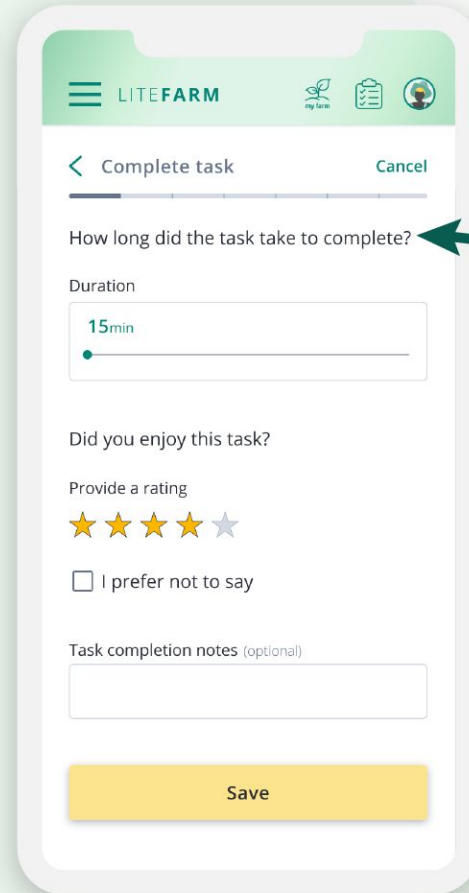 LITEFARM
my farm
Complete task
Cancel
How long did the task take to complete?
Duration
15min
Did you enjoy this task?
Provide a rating
I prefer not to say
Task completion notes (optional)
Save